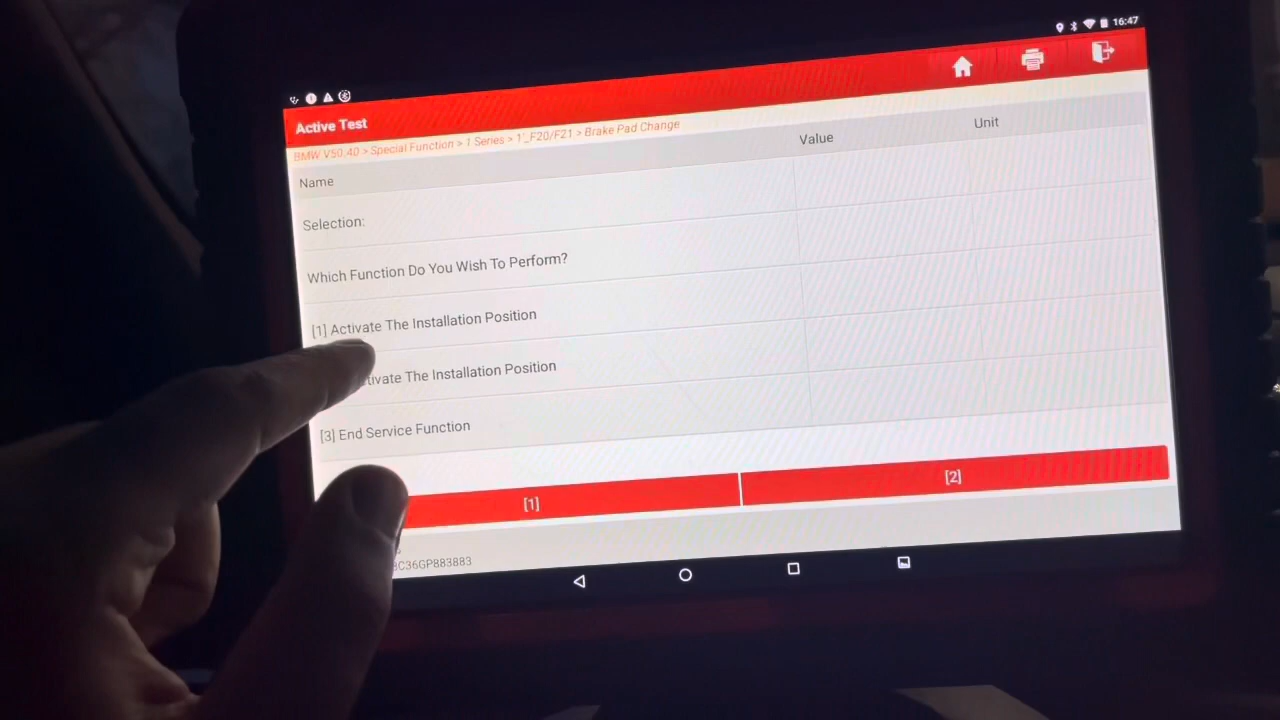 16:47
Active Test
BMW V50.40 > Special Function > 1 Series > 1'_F20/F21 > Brake Pad Change
Name Value Unit
Selection:
Which Function Do You Wish To Perform?
[1] Activate The Installation Position
tivate The Installation Position
[3] End Service Function
[1] [2]
C36GP883883